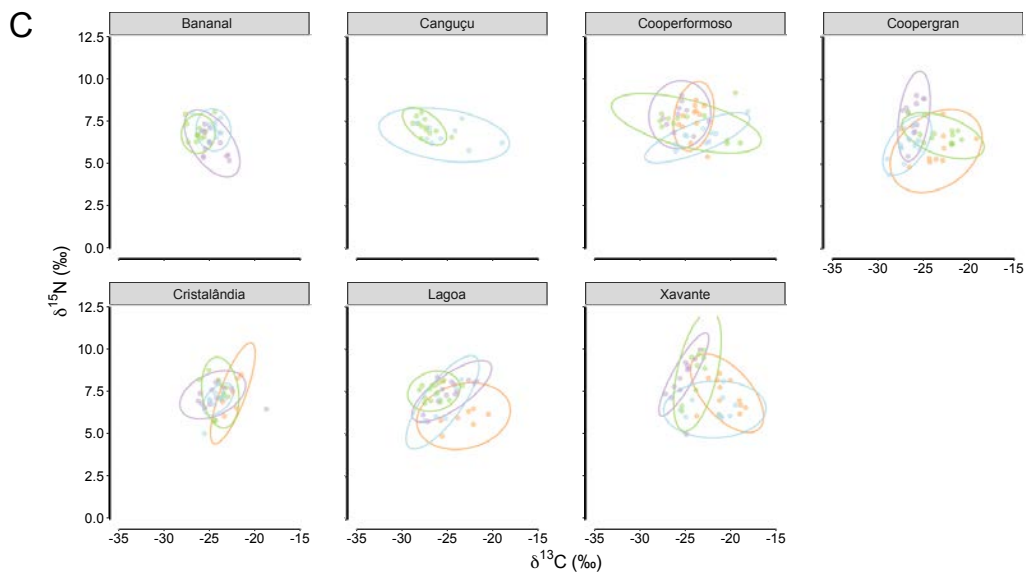 C
Bananal
Canguçu
Cooperformoso
Coopergran
12.5
10.0
7.5
5.0
2.5
0.0
-35 -30 -25 -20 -15
δ15N (‰)
Cristalândia
Lagoa
Xavante
12.5
10.0
7.5
5.0
2.5
0.0
-35 -30 -25 -20 -15
-35 -30 -25 -20 -15
-35 -30 -25 -20 -15
δ13C (‰)